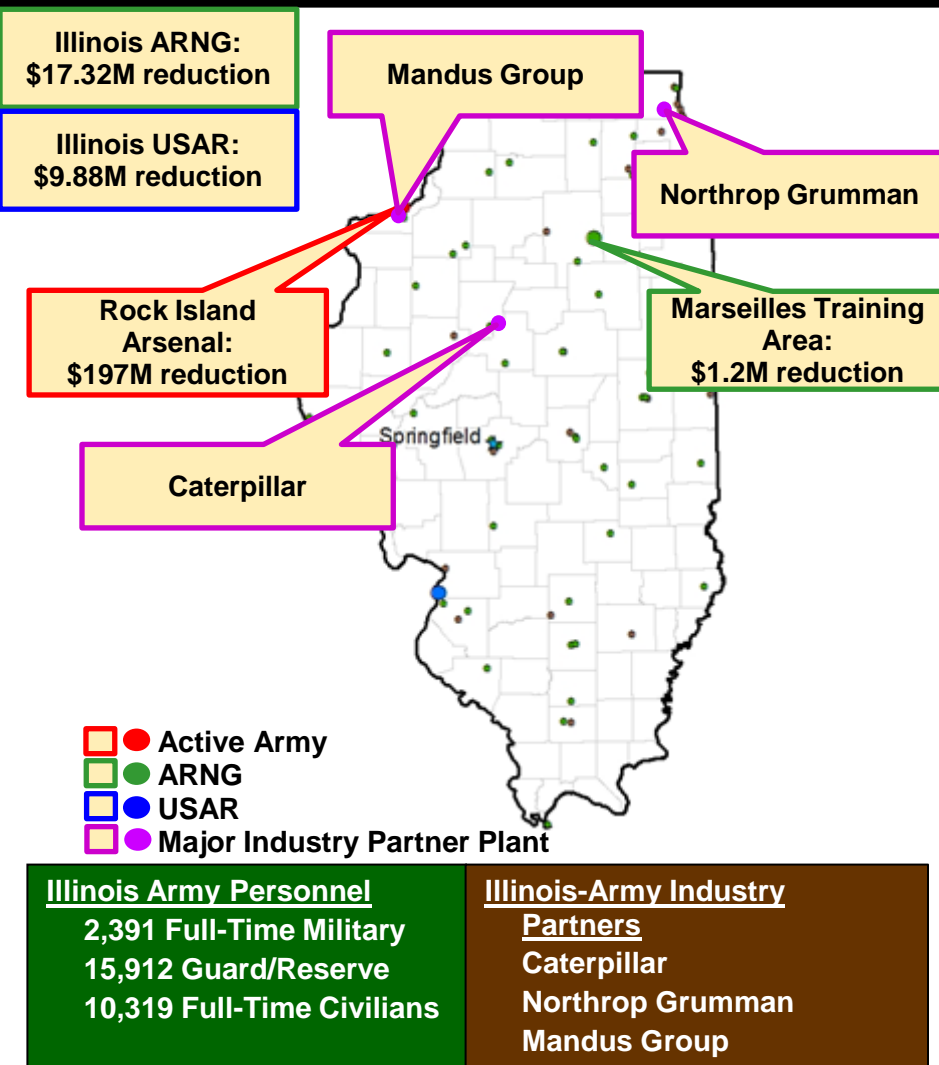 Illinois ARNG:
$17.32M reduction
Illinois USAR:
$9.88M reduction
Mandus Group
Northrop Grumman
Rock Island
Arsenal:
$197M reduction
Marseilles Training
Area:
$1.2M reduction
Springfield
Caterpillar
Active Army
ARNG
USAR
Major Industry Partner Plant
Illinois Army Personnel
2,391 Full-Time Military
15,912 Guard/Reserve
10,319 Full-Time Civilians
Illinois-Army Industry
Partners
Caterpillar
Northrop Grumman
Mandus Group